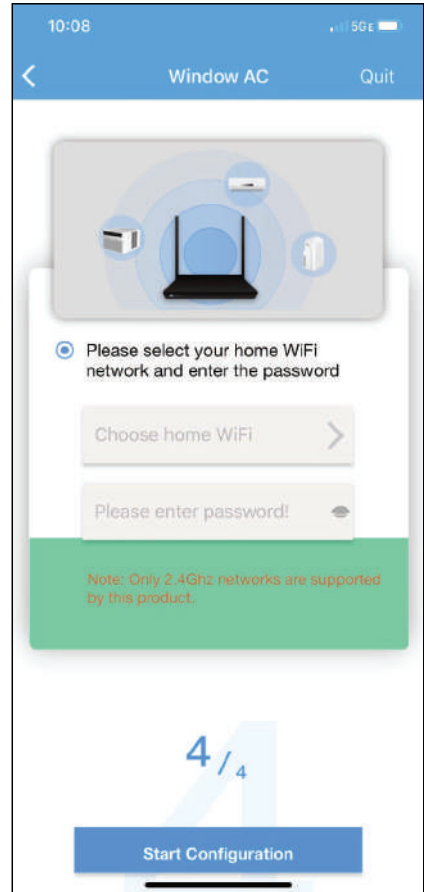 10:08
5GE
Window AC
Quit
Please select your home WiFi
network and enter the password
Choose home WiFi
Please enter password!
Note: Only 2.4Ghz networks are supported
by this product.
4/4
Start Configuration